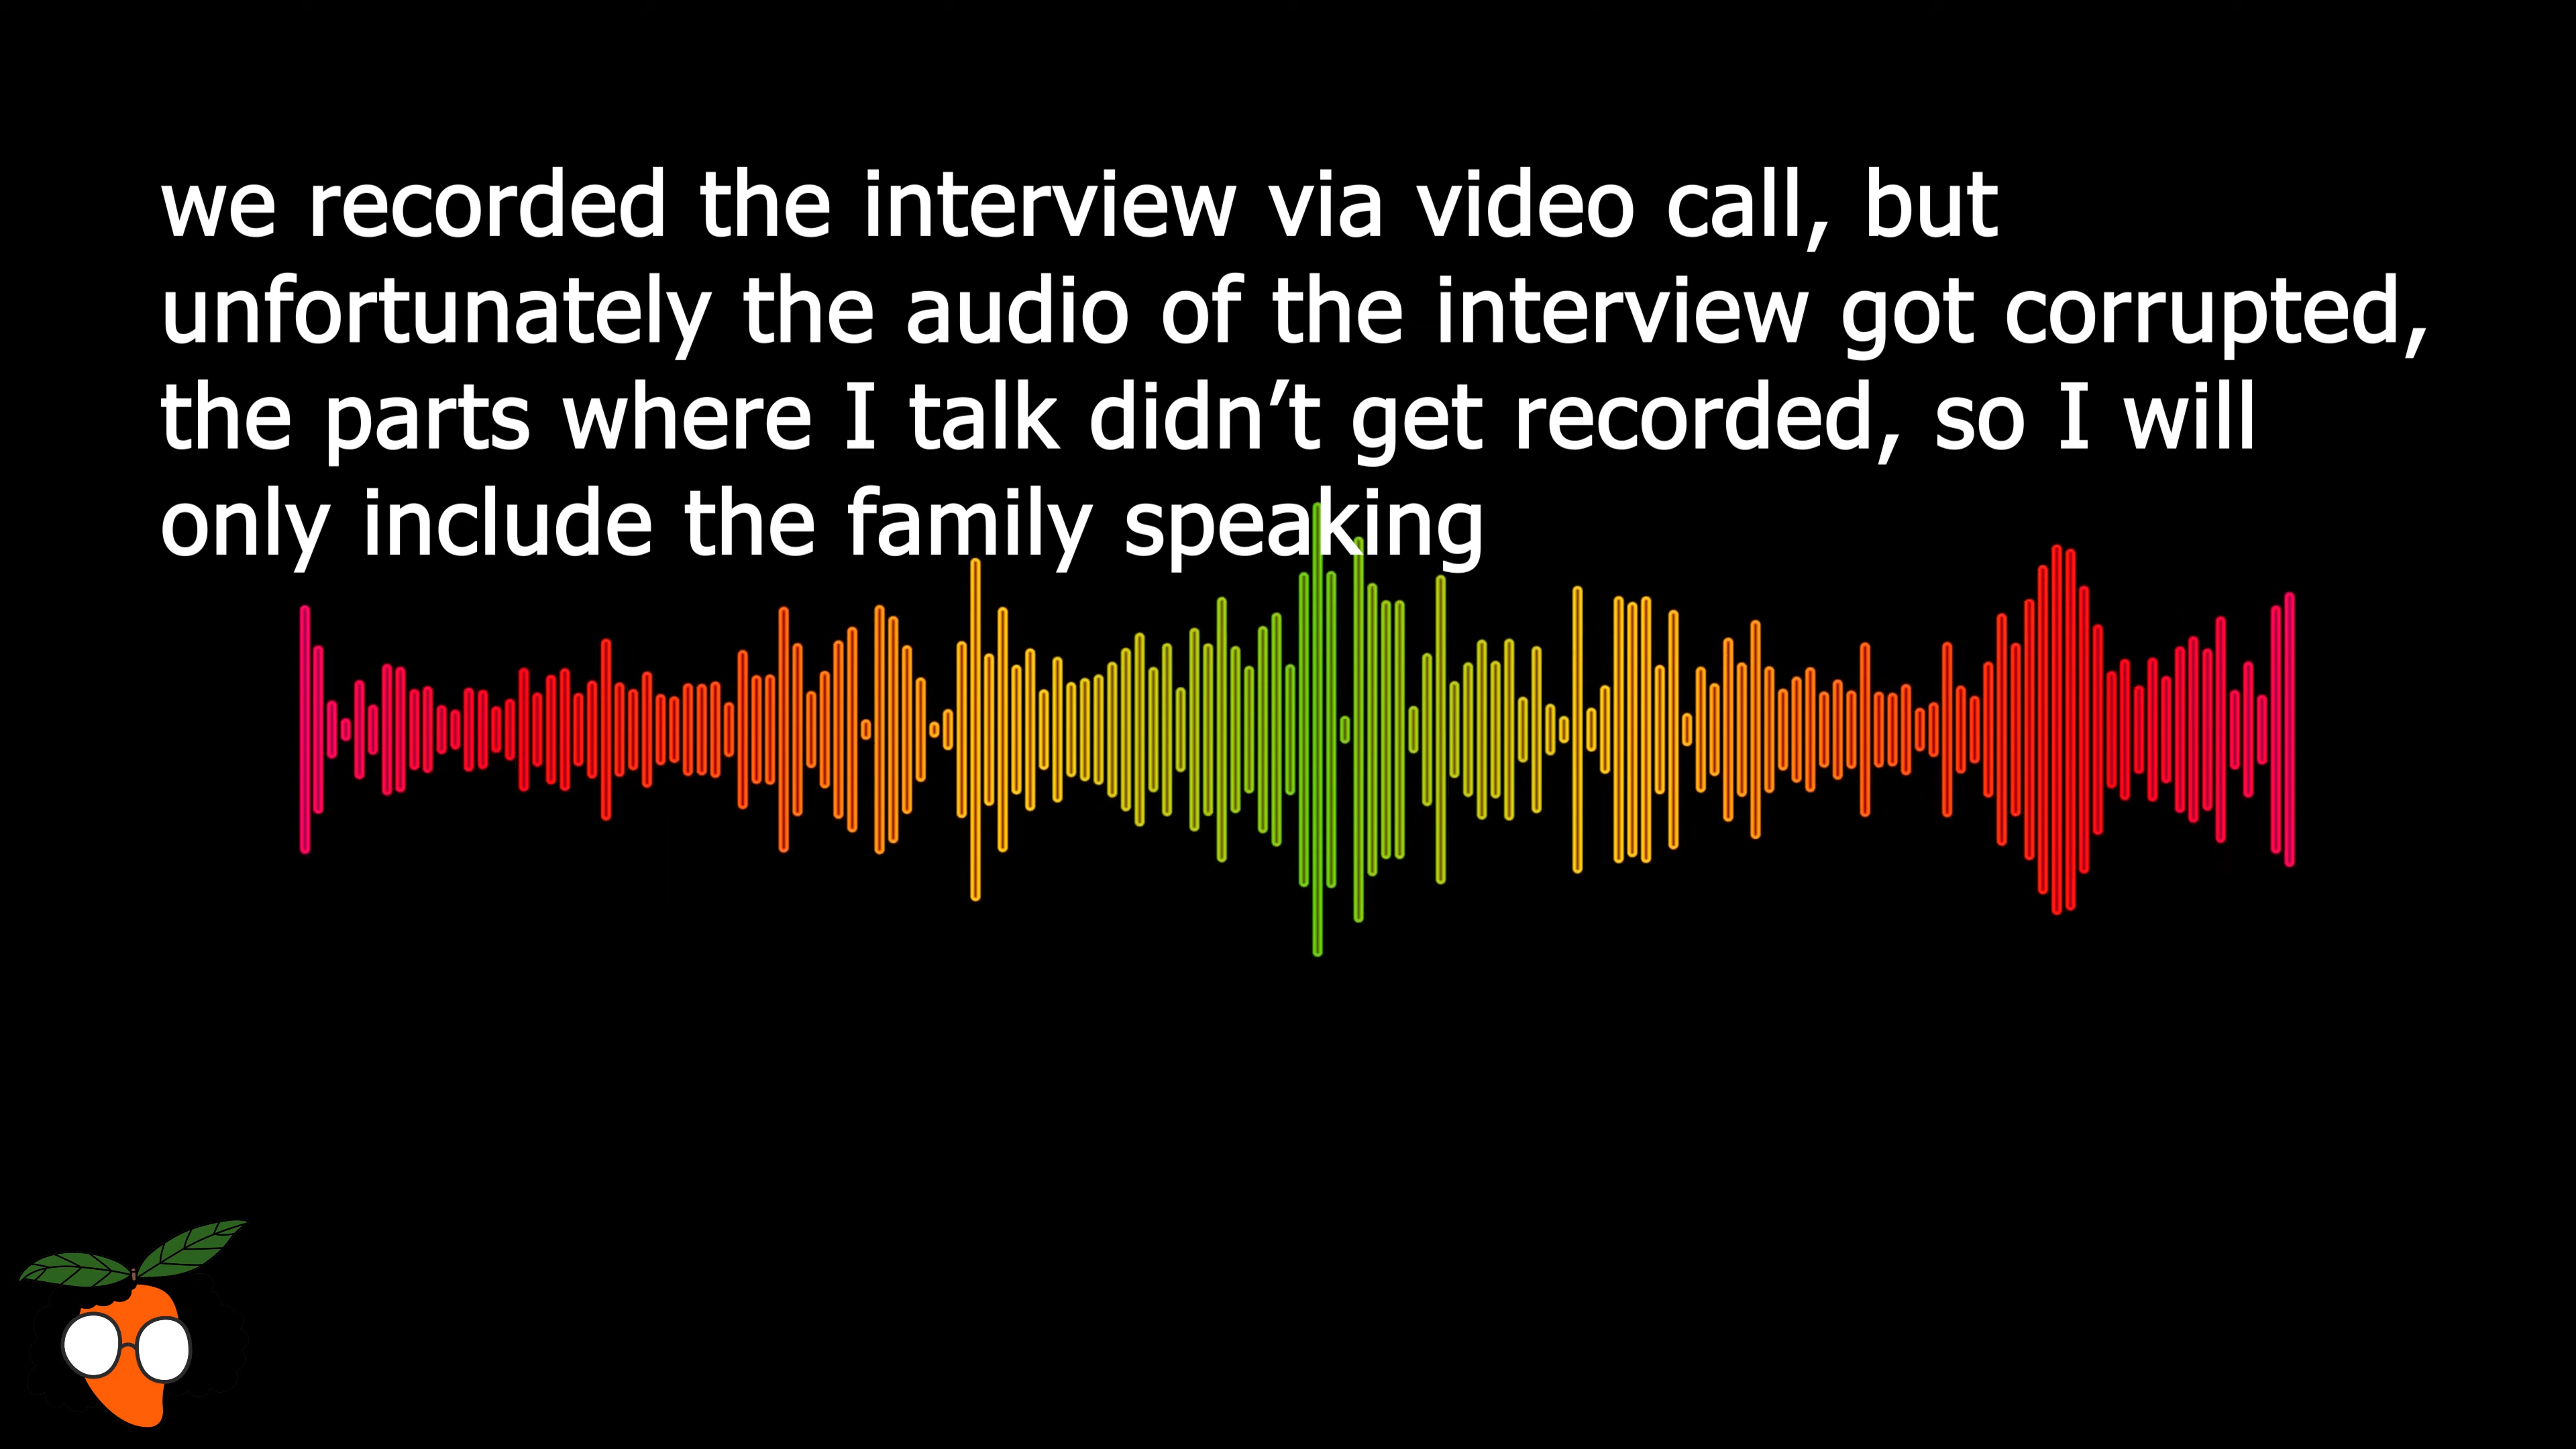 we recorded the interview via video call, but
unfortunately the audio of the interview got corrupted,
the parts where I talk didn’t get recorded, so I will
only include the family speaking